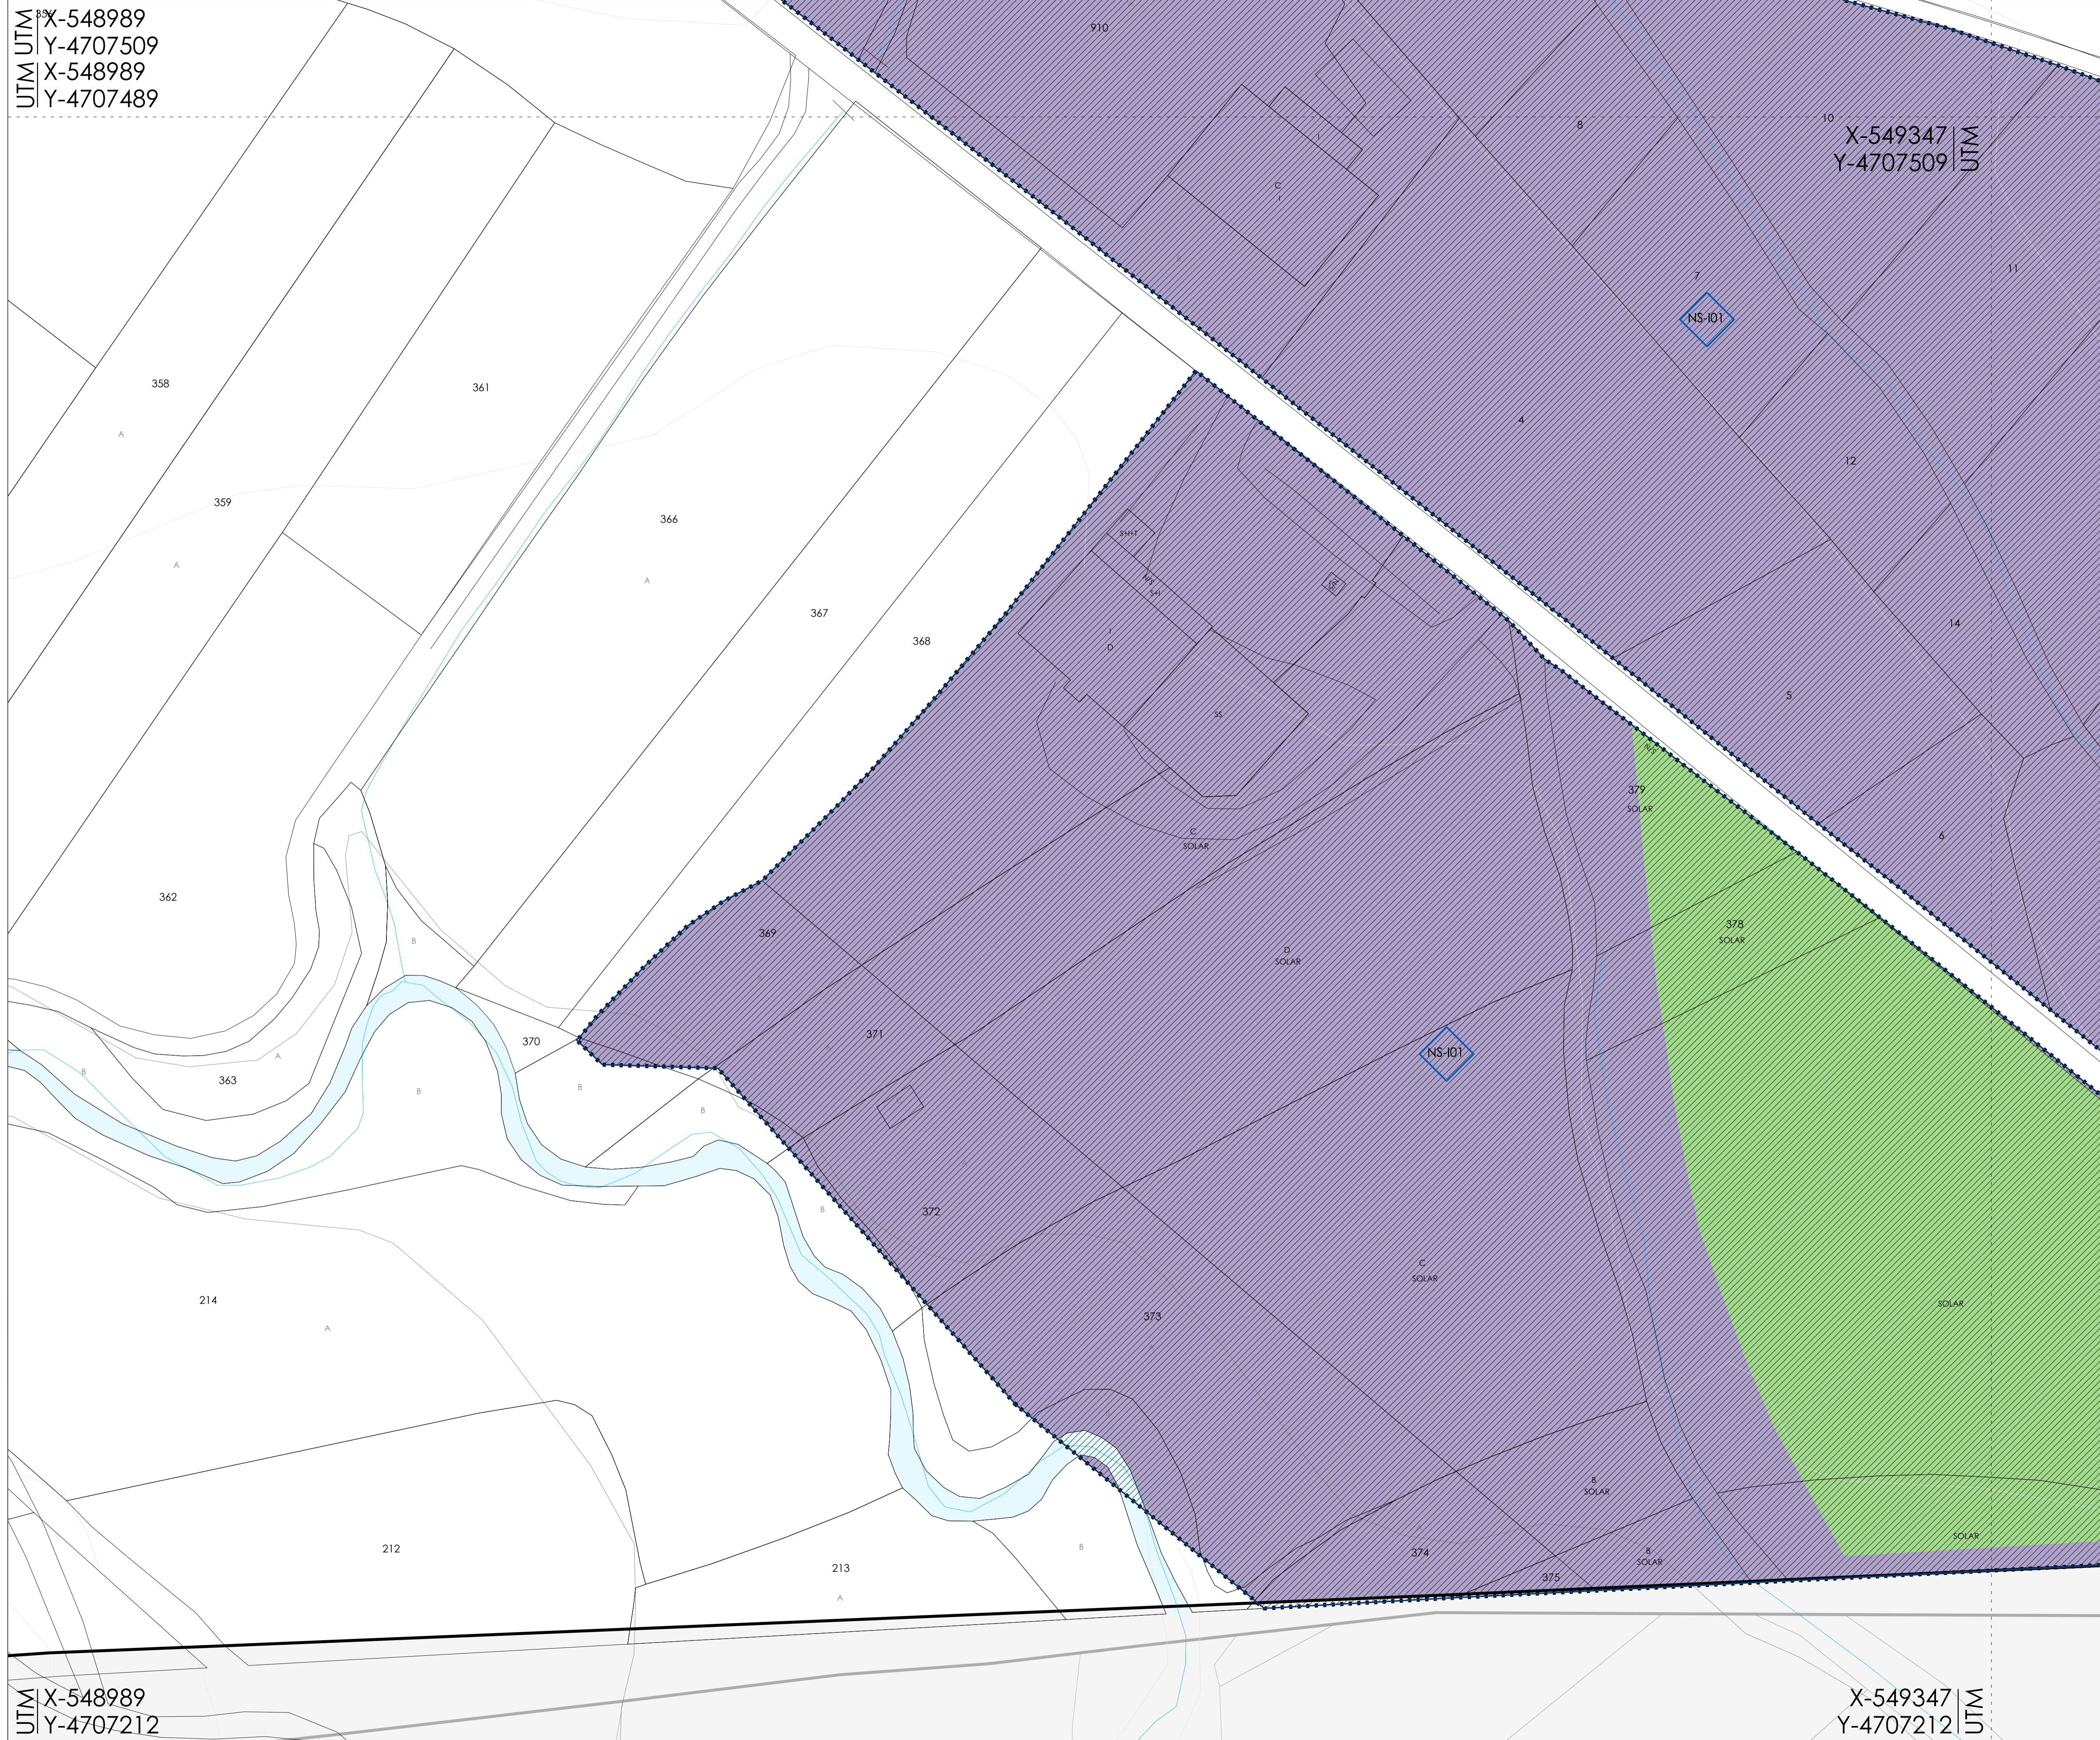 356
X-548989
Y-4707509
UTM
X-548989
Y-4707489
UTM
910
8
10
X-549347
Y-4707509
UTM
I
C
I
11
7
NS-I01
358
361
A
4
12
359
366
S+I+T
A
A
N/S
S+I
N/S
367
14
I
D
368
5
SS
N/S
379
SOLAR
C
SOLAR
6
362
369
378
SOLAR
B
D
SOLAR
371
370
NS-I01
A
B
363
B
B
B
B
372
B
C
SOLAR
214
SOLAR
373
A
B
SOLAR
SOLAR
212
B
374
B
SOLAR
213
375
A
X-548989
Y-4707212
UTM
X-549347
Y-4707212
UTM